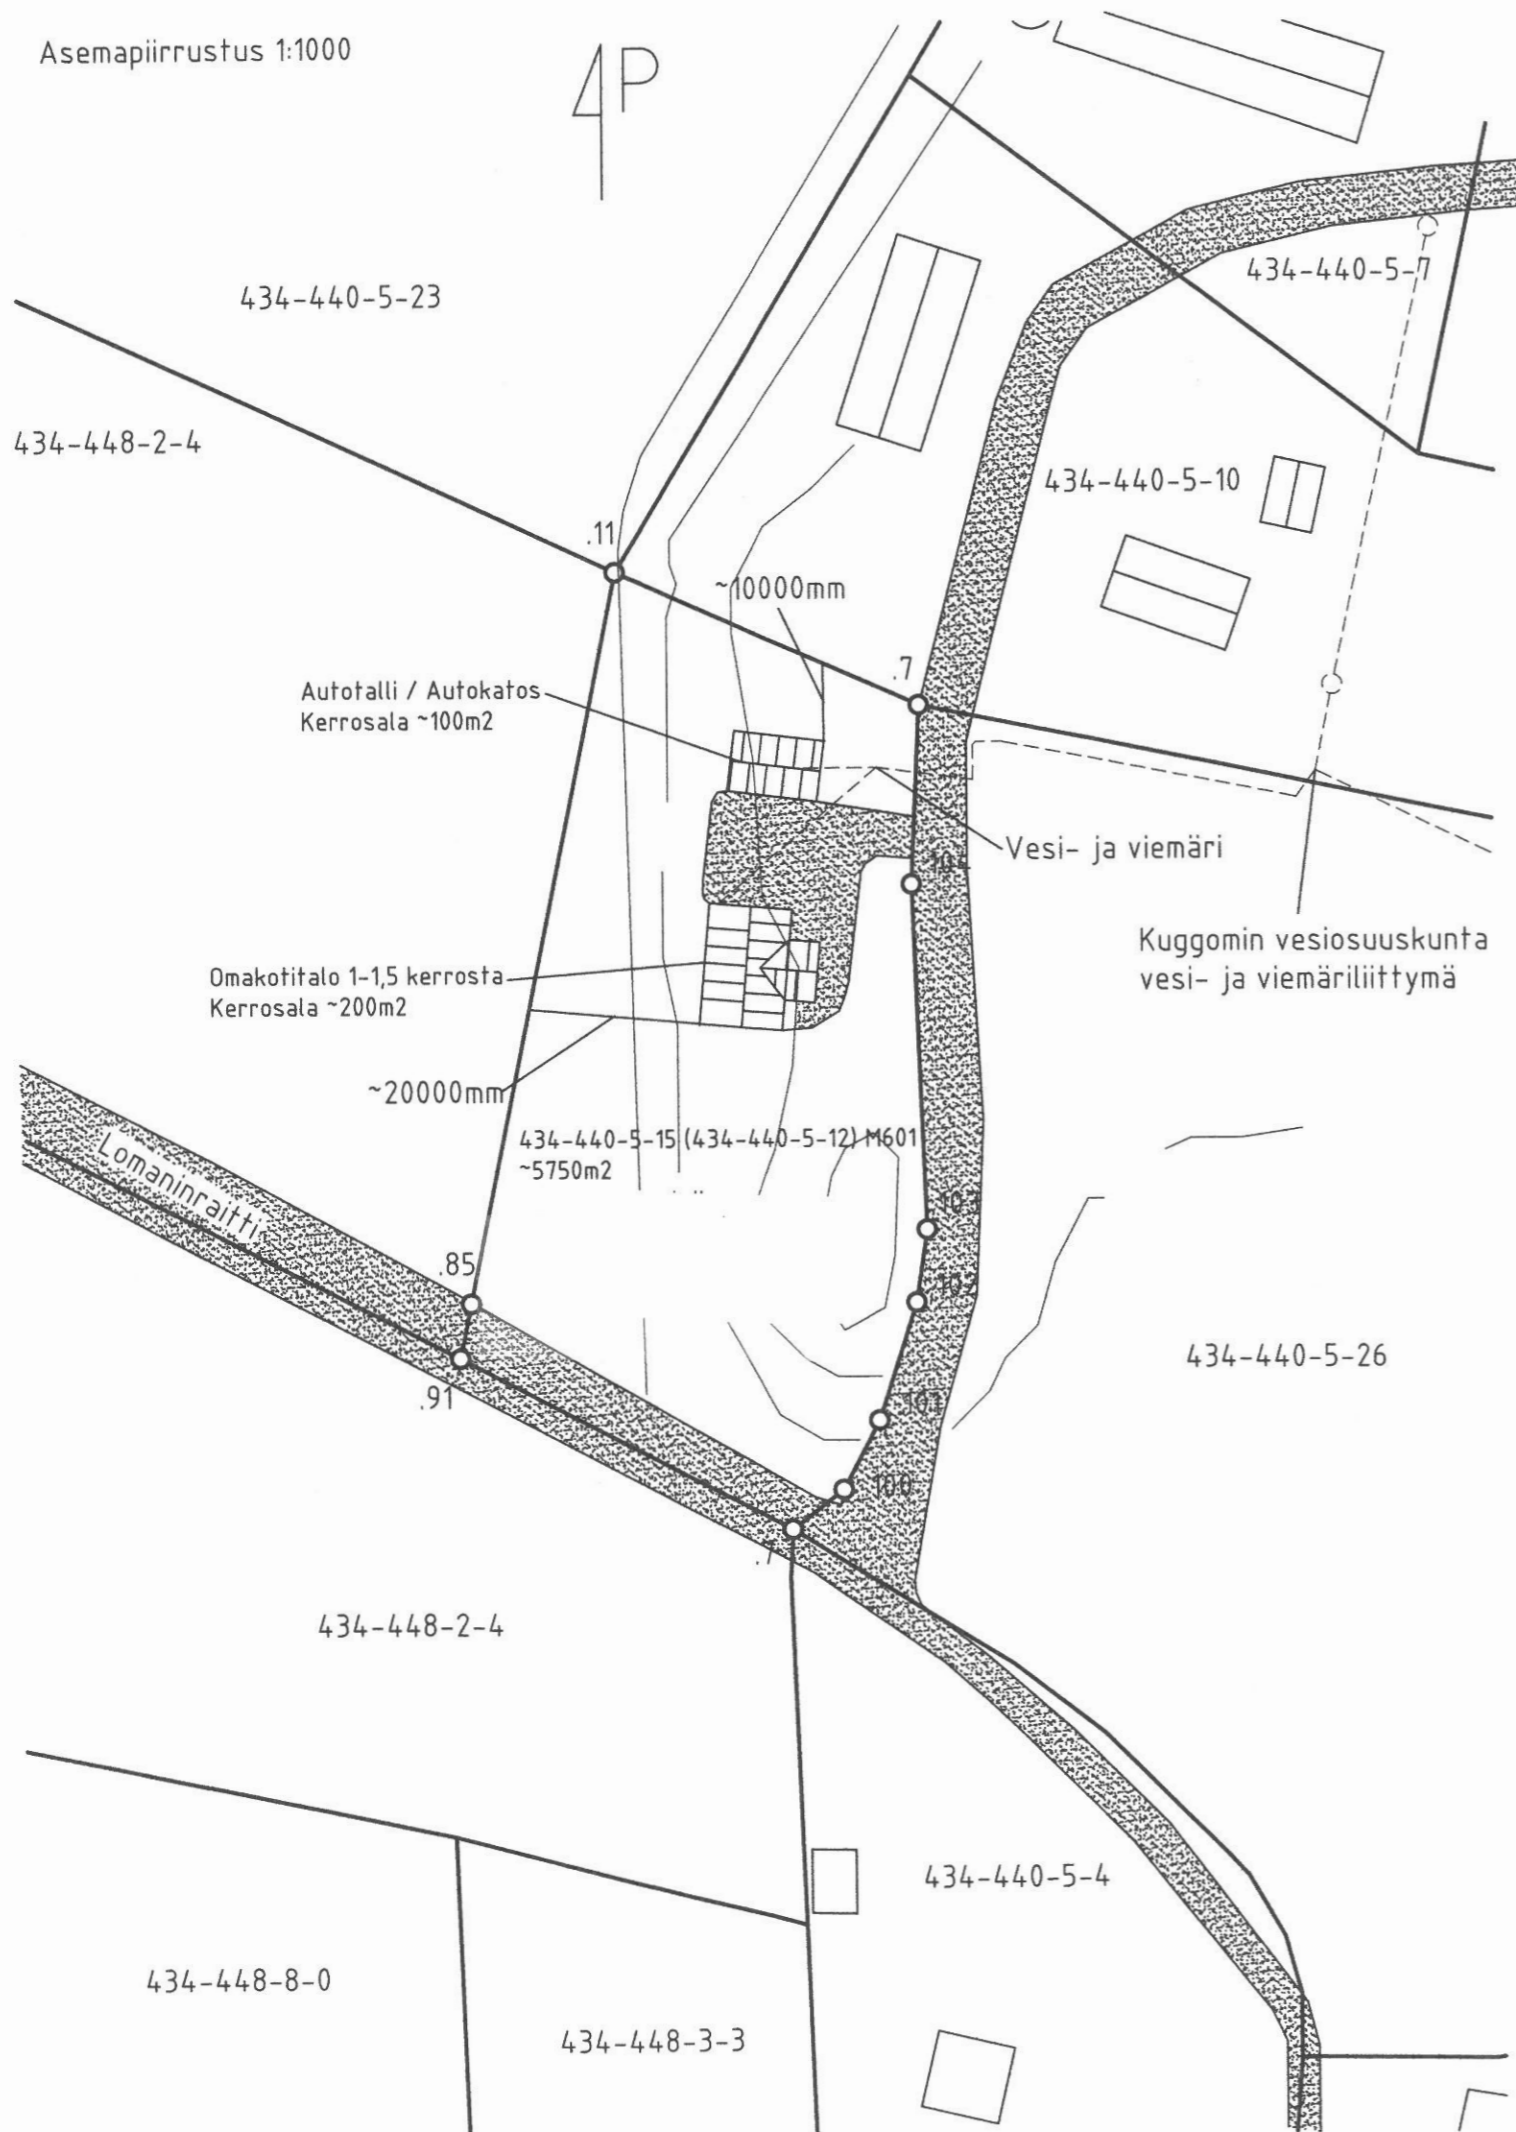 Asemapiirrustus 1:1000
P
434-440-5-23
434-440-5-7
434-448-2-4
434-440-5-10
.11
~10000mm
.7
Autotalli / Autokatos
Kerrosala ~100m2
Vesi- ja viemäri
104
Kuggomin vesiosuuskunta
vesi- ja viemäriliittymä
Omakotitalo 1-1,5 kerrosta
Kerrosala ~200m2
~20000mm
434-440-5-15 (434-440-5-12) M601
~5750m2
Lomaninraitti
103
.85
102
434-440-5-26
.91
101
100
.7
434-448-2-4
434-440-5-4
434-448-8-0
434-448-3-3